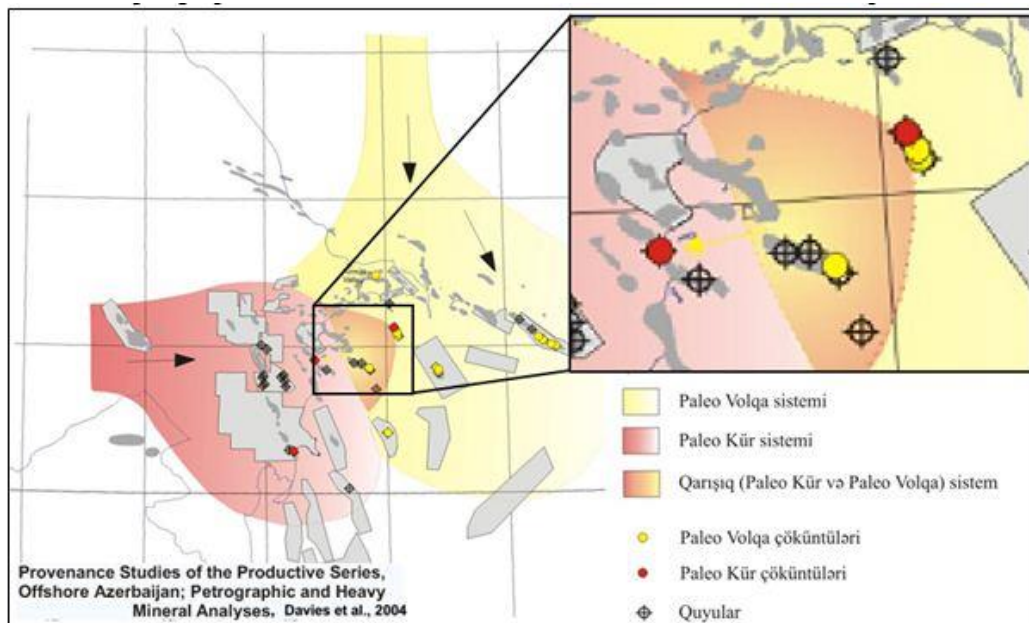 Paleo Volqa sistemi
Paleo Kür sistemi
Qarışıq (Paleo Kür və Paleo Volqa) sistem
Paleo Volqa çöküntüləri
Paleo Kür çöküntüləri
Quyular
Provenance Studies of the Productive Series,
Offshore Azerbaijan; Petrographic and Heavy
Mineral Analyses, Davies et al., 2004